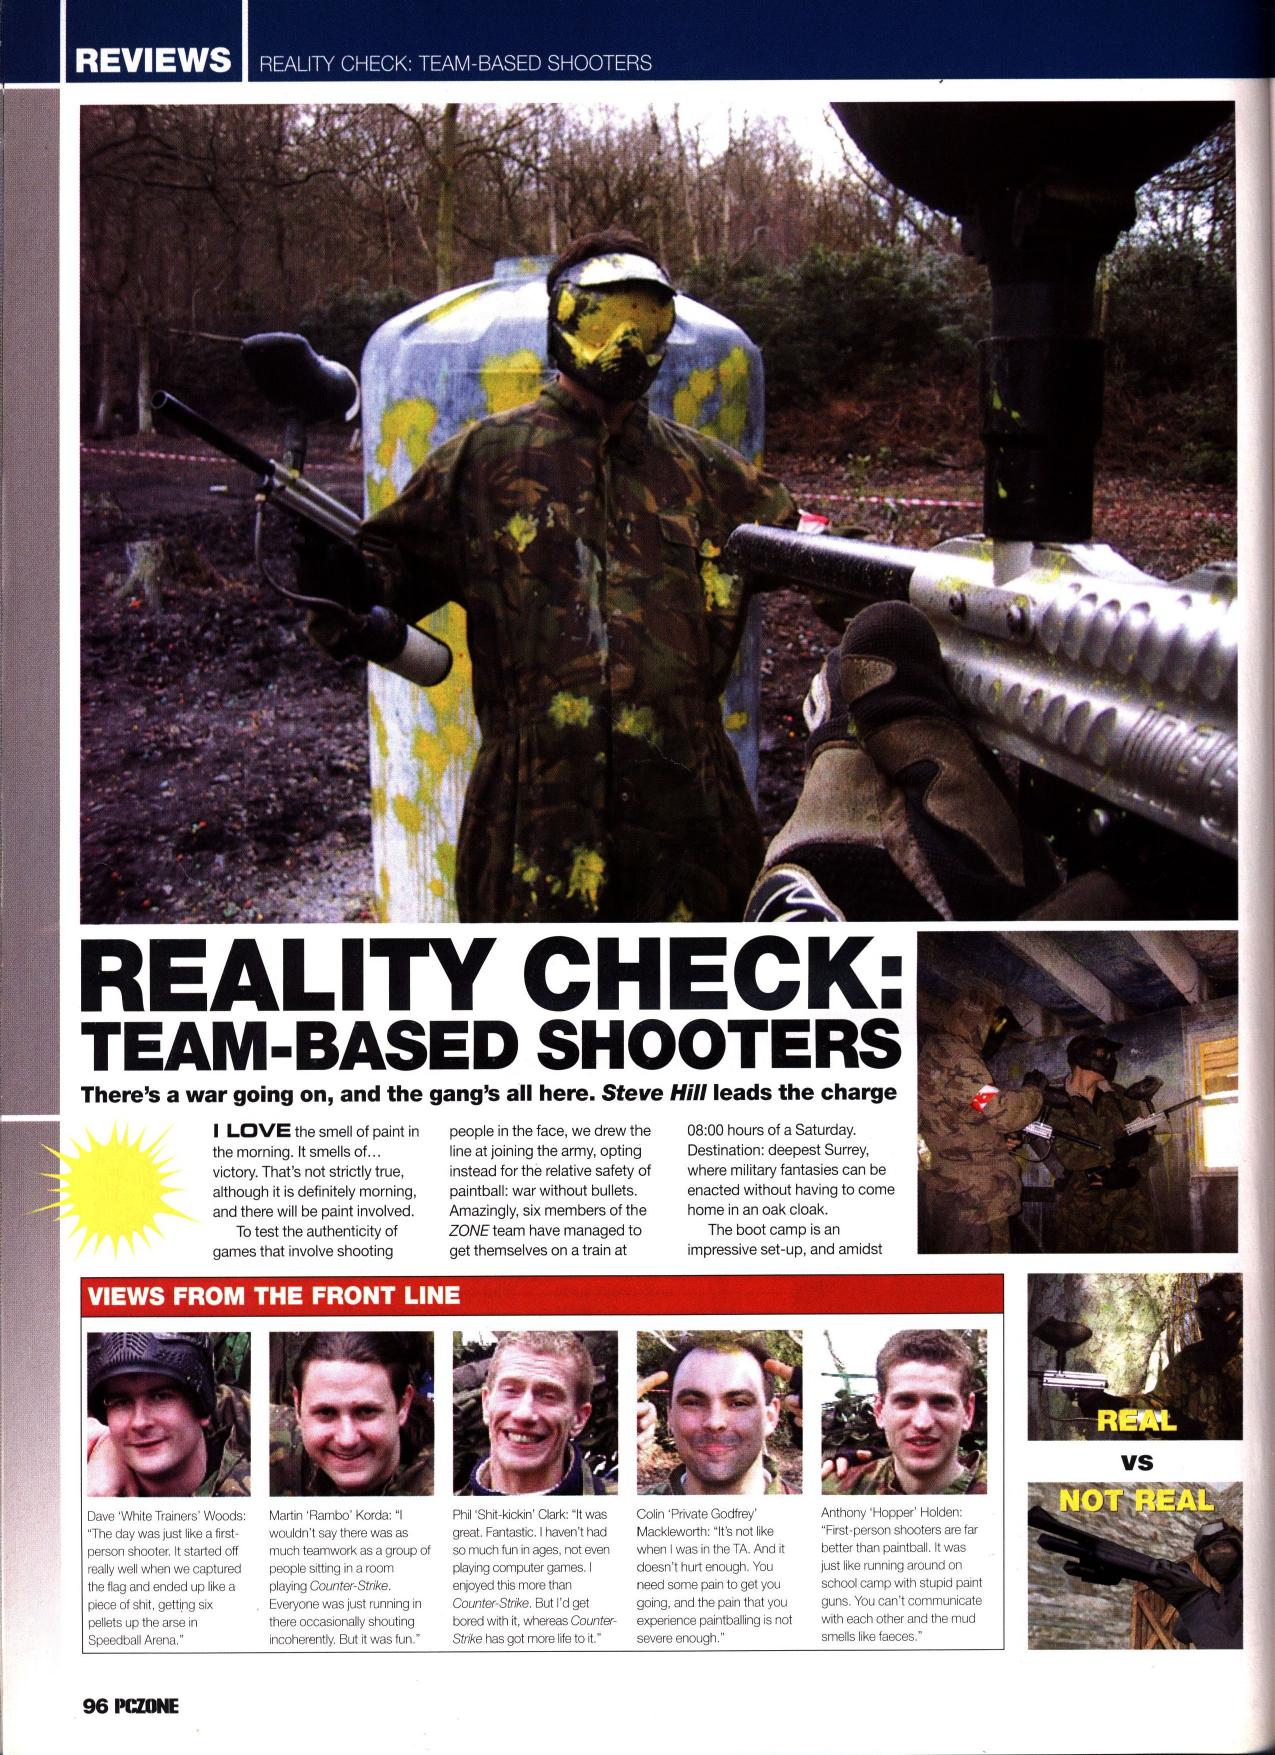 REVIEWS
REALITY CHECK: TEAM-BASED SHOOTERS
REALITY CHECK:
TEAM-BASED SHOOTERS
There's a war going on, and the gang's all here. Steve Hill leads the charge
I LOVE the smell of paint in
the morning. It smells of...
victory. That's not strictly true,
although it is definitely morning,
and there will be paint involved.
To test the authenticity of
games that involve shooting
people in the face, we drew the
line at joining the army, opting
instead for the relative safety of
paintball: war without bullets.
Amazingly, six members of the
ZONE team have managed to
get themselves on a train at
08:00 hours of a Saturday.
Destination: deepest Surrey,
where military fantasies can be
enacted without having to come
home in an oak cloak.
The boot camp is an
impressive set-up, and amidst
VIEWS FROM THE FRONT LINE
Dave 'White Trainers' Woods:
"The day was just like a first-
person shooter. It started off
really well when we captured
the flag and ended up like a
piece of shit, getting six
pellets up the arse in
Speedball Arena."
Martin 'Rambo' Korda: "I
wouldn't say there was as
much teamwork as a group of
people sitting in a room
playing Counter-Strike.
Everyone was just running in
there occasionally shouting
incoherently. But it was fun."
Phil 'Shit-kickin' Clark: "It was
great. Fantastic. I haven't had
so much fun in ages, not even
playing computer games. I
enjoyed this more than
Counter-Strike. But I'd get
bored with it, whereas Counter-
Strike has got more life to it."
Colin 'Private Godfrey'
Mackleworth: "It's not like
when I was in the TA. And it
doesn't hurt enough. You
need some pain to get you
going, and the pain that you
experience paintballing is not
severe enough."
Anthony 'Hopper' Holden:
"First-person shooters are far
better than paintball. It was
just like running around on
school camp with stupid paint
guns. You can't communicate
with each other and the mud
smells like faeces."
REAL
VS
NOT REAL
96 PCZONE